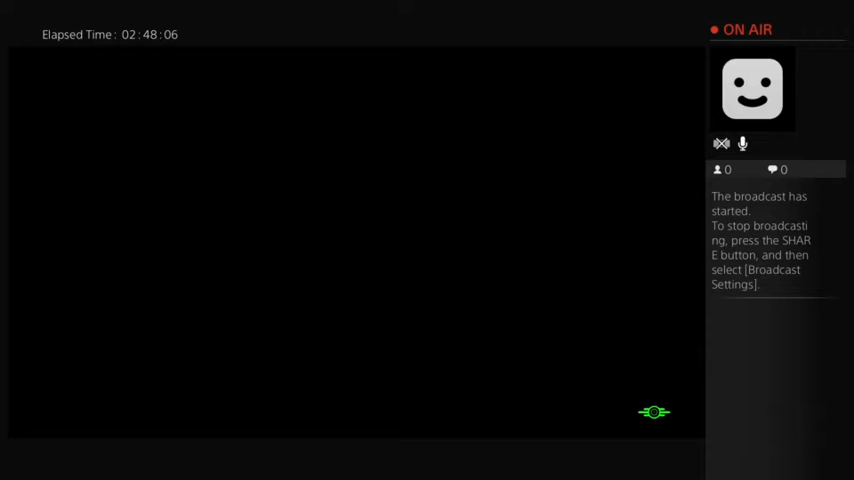 Elapsed Time: 02:48:06
ON AIR
0 0
The broadcast has
started.
To stop broadcasti
ng, press the SHAR
E button, and then
select [Broadcast
Settings].